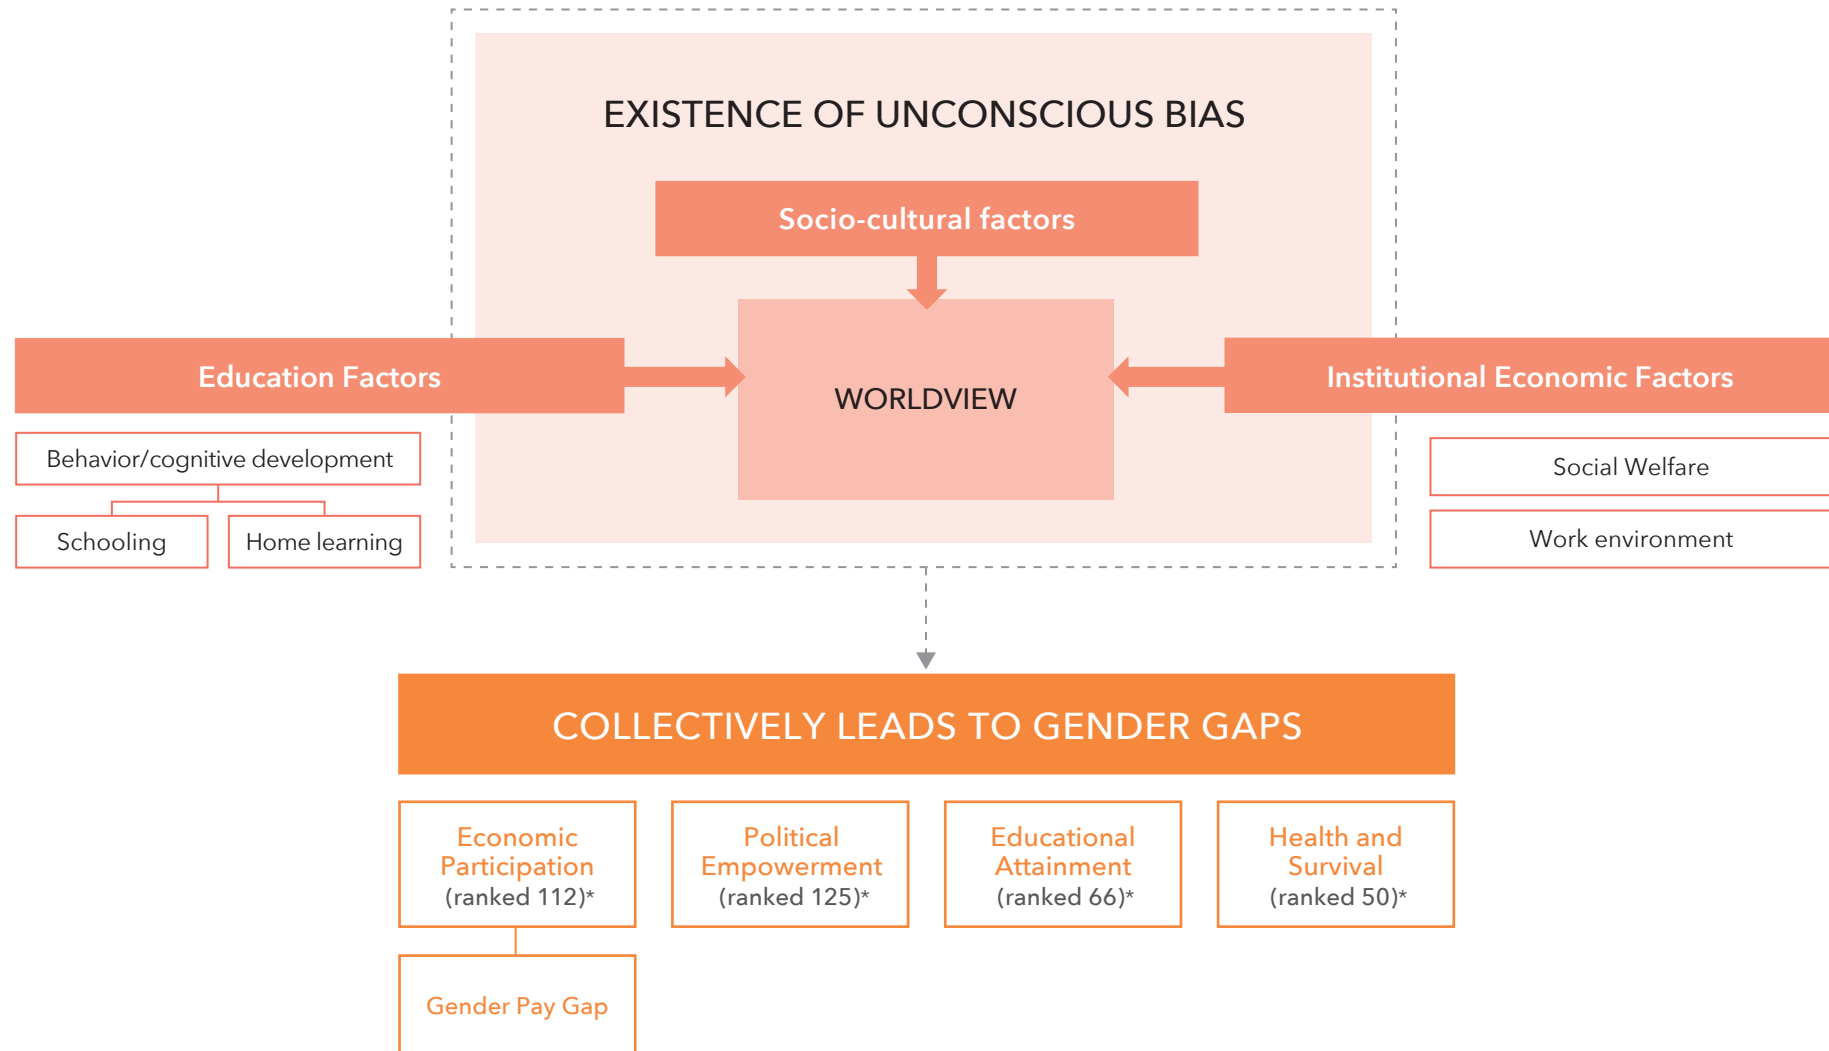 EXISTENCE OF UNCONSCIOUS BIAS
Socio-cultural factors
Education Factors
WORLDVIEW
Institutional Economic Factors
Behavior/cognitive development
Schooling
Home learning
Social Welfare
Work environment
COLLECTIVELY LEADS TO GENDER GAPS
Economic
Participation
(ranked 112)*
Political
Empowerment
(ranked 125)*
Educational
Attainment
(ranked 66)*
Health and
Survival
(ranked 50)*
Gender Pay Gap